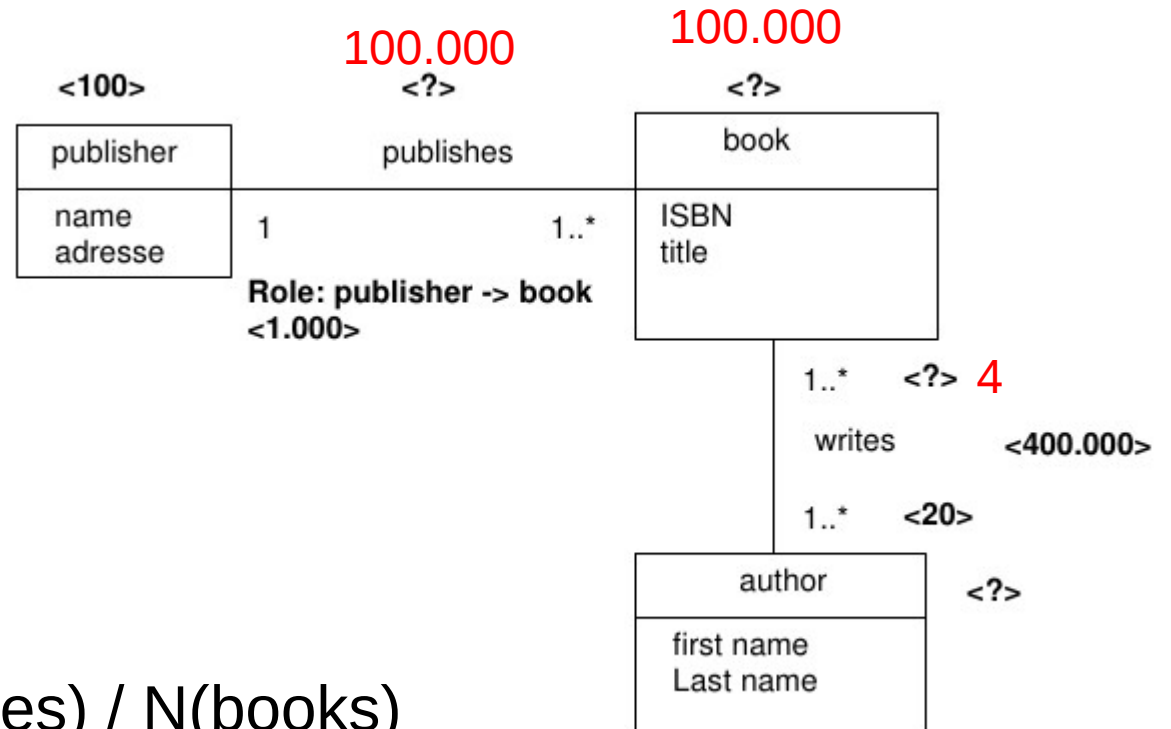 100.000
100.000
<100>
<?>
<?>
publisher
publishes
book
name
adresse
1
1..*
ISBN
title
Role: publisher -> book
<1.000>
1..* <?> 4
writes <400.000>
1..* <20>
author
<?>
first name
Last name
es) / N(books)